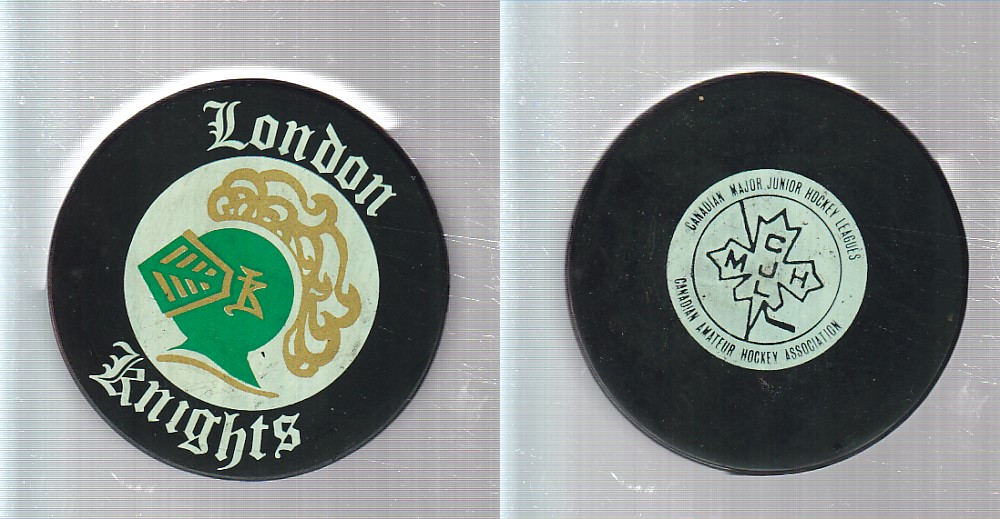 London
Knights
K
CANADIAN MAJOR JUNIOR HOCKEY LEAGUES
C
M J H
L
CANADIAN AMATEUR HOCKEY ASSOCIATION